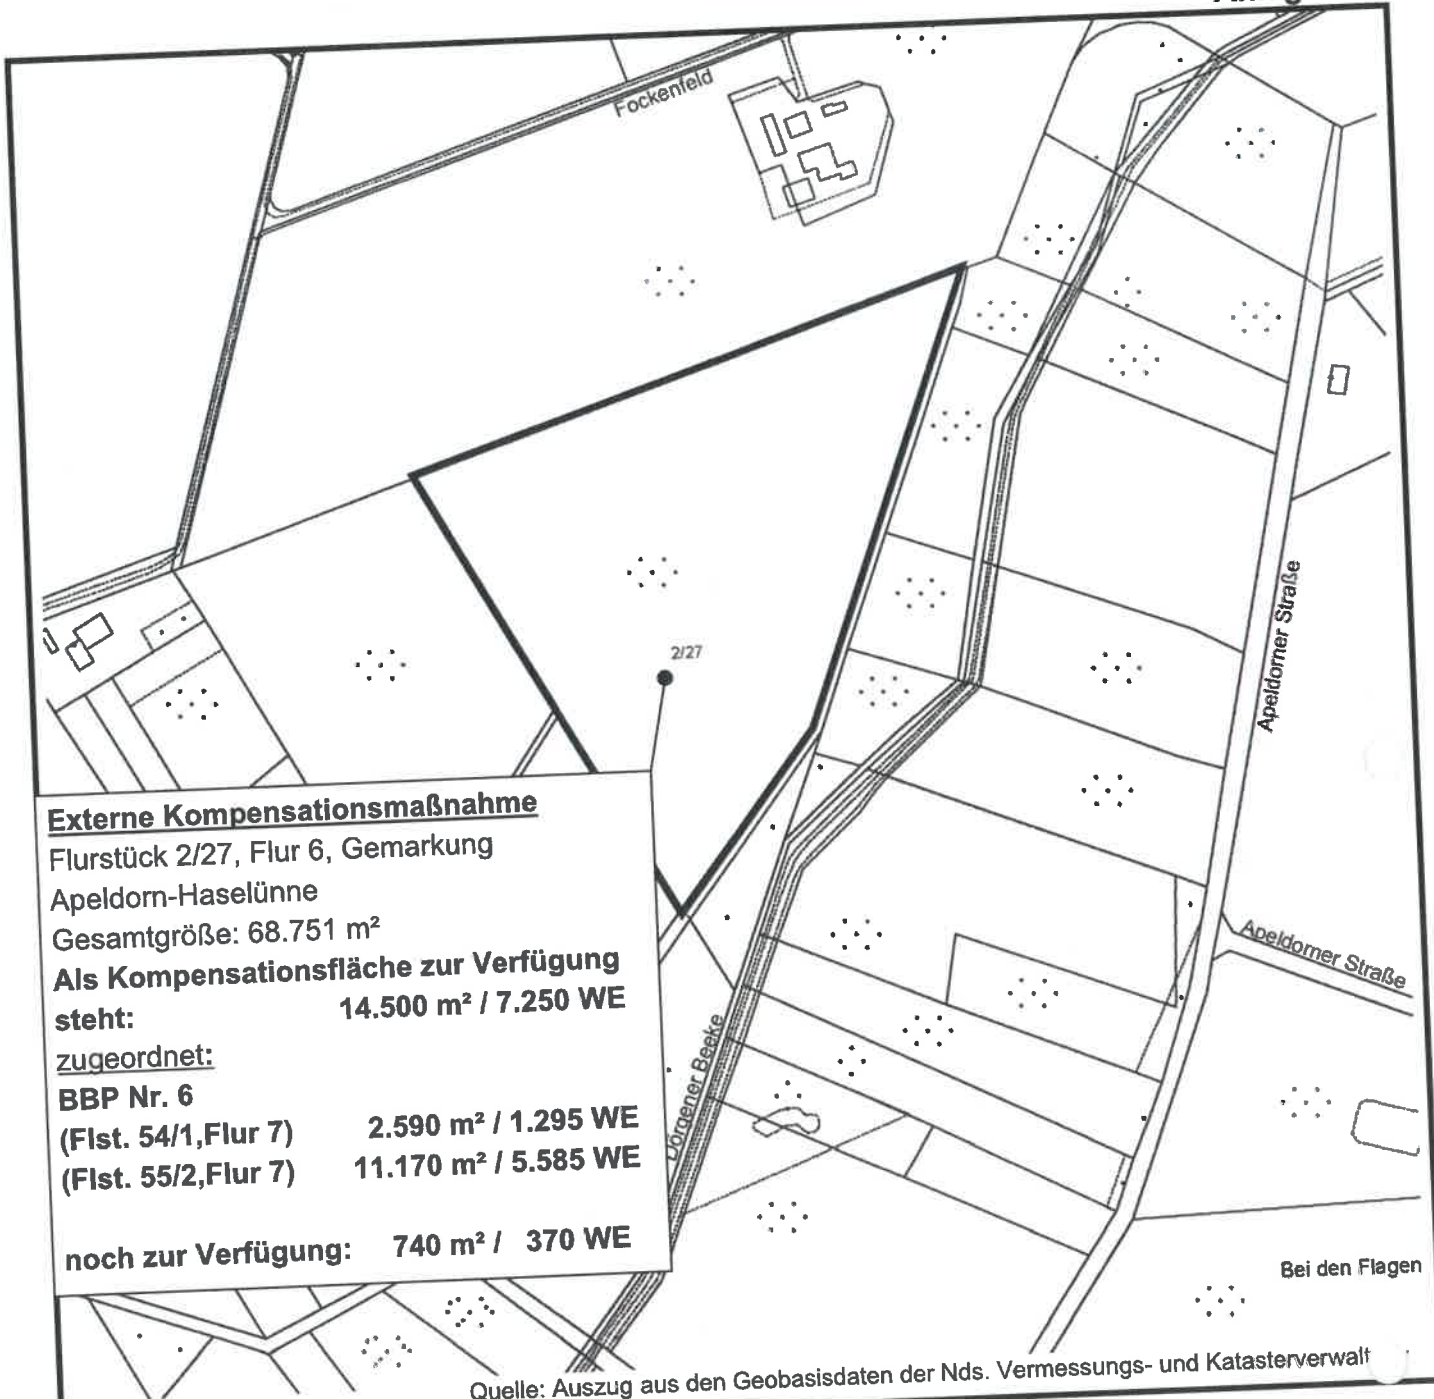 Fockenfeld
2/27
Apeldorner Straße
Externe Kompensationsmaßnahme
Flurstück 2/27, Flur 6, Gemarkung
Apeldorn-Haselünne
Gesamtgröße: 68.751 m²
Als Kompensationsfläche zur Verfügung
steht: 14.500 m² / 7.250 WE
zugeordnet:
BBP Nr. 6
(Flst. 54/1,Flur 7) 2.590 m² / 1.295 WE
(Flst. 55/2,Flur 7) 11.170 m² / 5.585 WE
noch zur Verfügung: 740 m² / 370 WE
Apeldorner Straße
Dörgener Beeke
Bei den Flagen
Quelle: Auszug aus den Geobasisdaten der Nds. Vermessungs- und Katasterverwalt